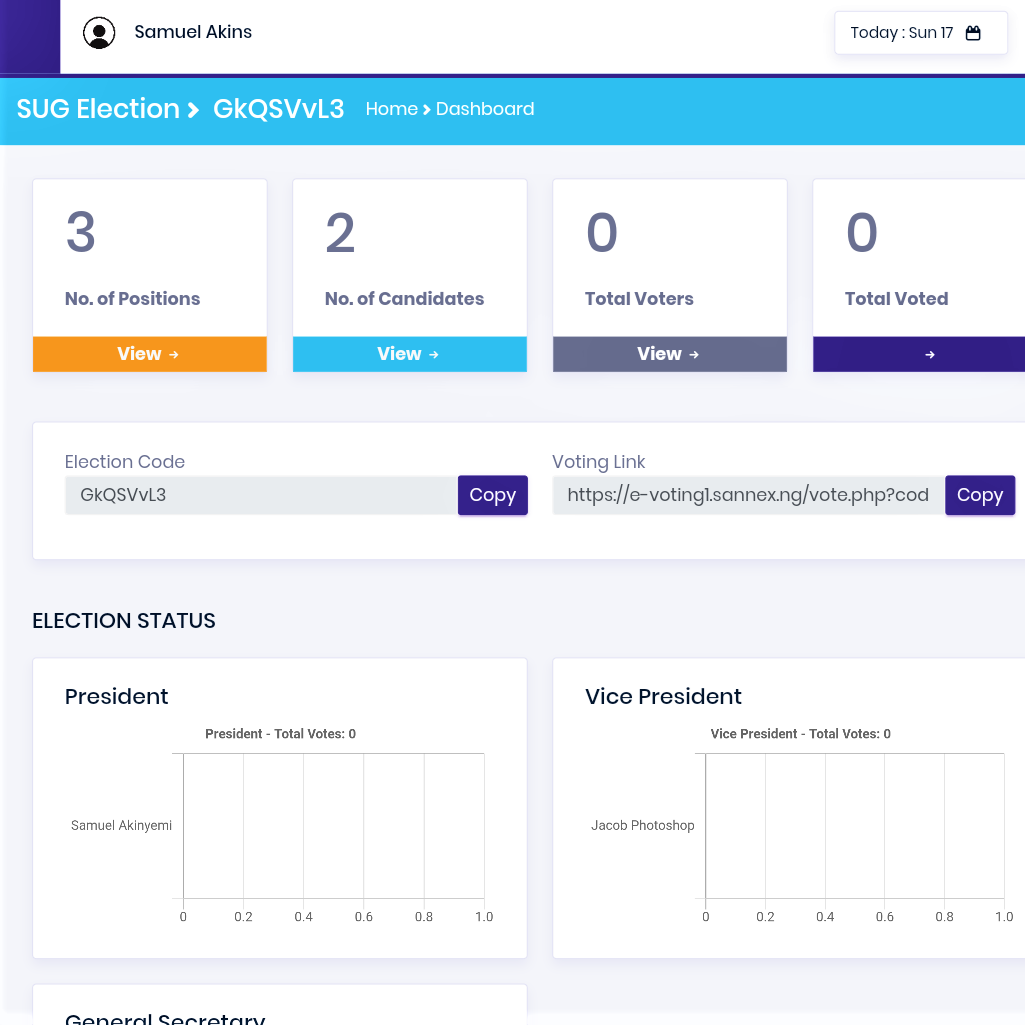 Samuel Akins
Today : Sun 17
SUG Election > GkQSVvL3 Home > Dashboard
3
No. of Positions
View →
2
No. of Candidates
View →
0
Total Voters
View →
0
Total Voted
→
Election Code
GkQSVvL3
Copy
Voting Link
https://e-voting1.sannex.ng/vote.php?cod
Copy
ELECTION STATUS
President
President - Total Votes: 0
Samuel Akinyemi
0 0.2 0.4 0.6 0.8 1.0
Vice President
Vice President - Total Votes: 0
Jacob Photoshop
0 0.2 0.4 0.6 0.8 1.0
General Secretary